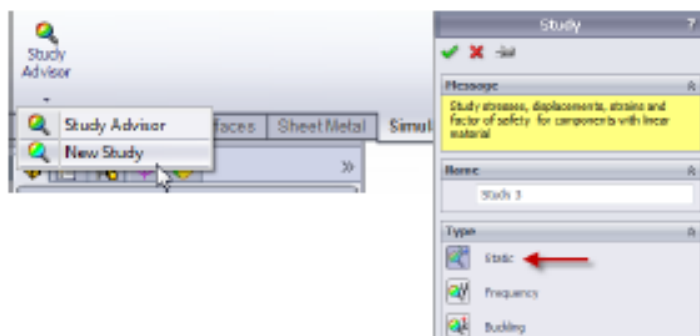 Study
Advisor
Study Advisor
New Study
faces
Sheet Metal
Simul
Study
?
Message
Study stresses, displacements, strains and
factor of safety for components with linear
material
Name
Study 3
Type
Static
Frequency
Buckling